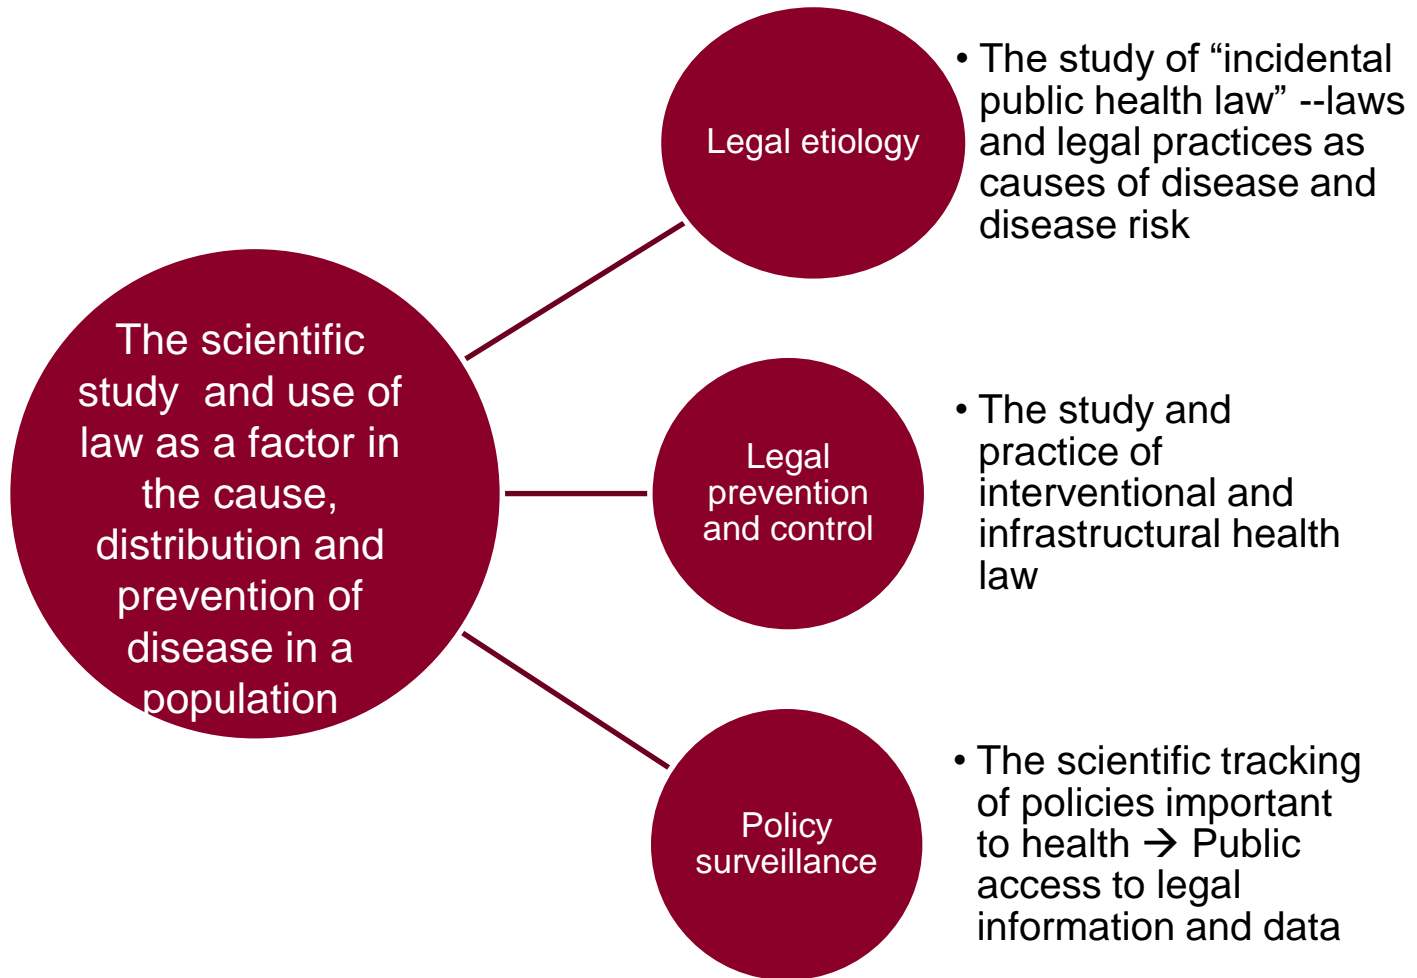 The scientific
study  and use of
law as a factor in
the cause,
distribution and
prevention of
disease in a
population
Legal etiology
• The study of “incidental
public health law” --laws
and legal practices as
causes of disease and
disease risk
Legal
prevention
and control
• The study and
practice of
interventional and
infrastructural health
law
Policy
surveillance
• The scientific tracking
of policies important
to health → Public
access to legal
information and data